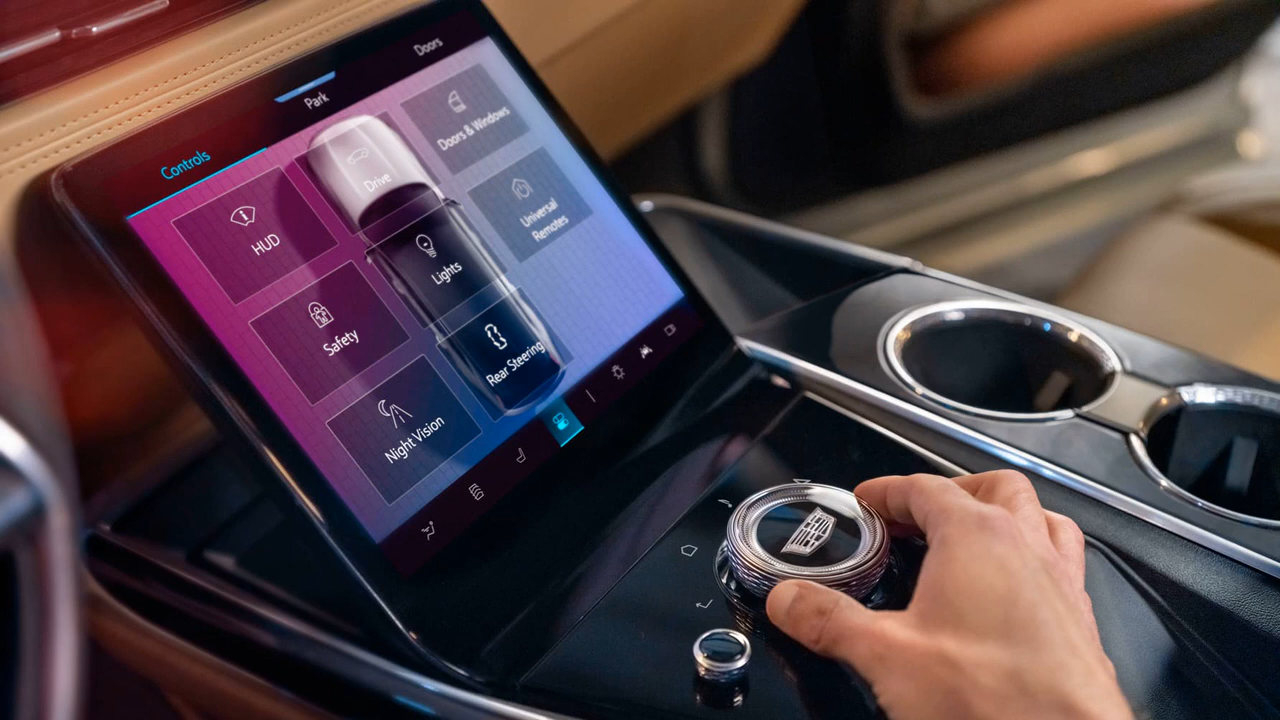 Controls
Park
Doors
HUD
Drive
Doors & Windows
Safety
Lights
Universal
Remotes
Night Vision
Rear Steering